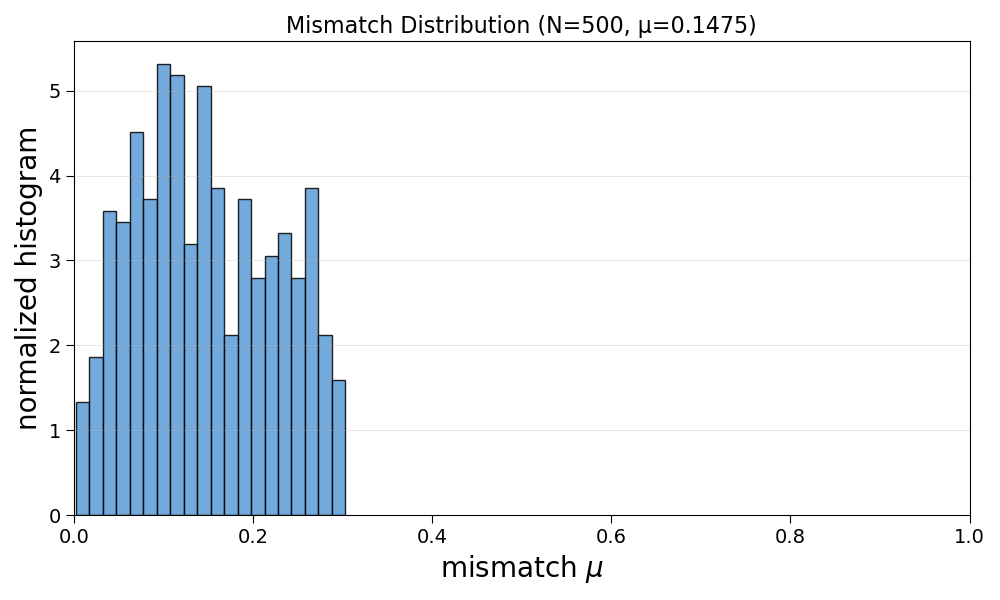 Mismatch Distribution (N=500, μ=0.1475)
normalized histogram
5
4
3
2
1
0
0.0 0.2 0.4 0.6 0.8 1.0
mismatch μ